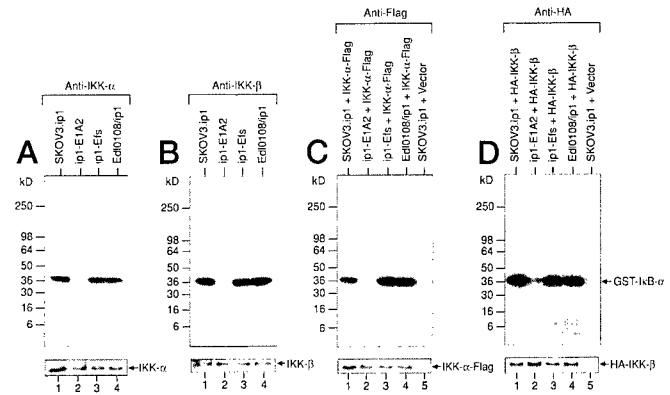 Anti-IKK-α
A
SKOV3.ip1
ip1-E1A2
ip1-Efs
Edl0108/ip1
kD
250
98
64
50
36
30
16
6
IKK-α
1 2 3 4
Anti-IKK-β
B
SKOV3.ip1
ip1-E1A2
ip1-Efs
Edl0108/ip1
kD
250
98
64
50
36
30
16
6
IKK-β
1 2 3 4
Anti-Flag
C
SKOV3.ip1 + IKK-α-Flag
ip1-E1A2 + IKK-α-Flag
ip1-Efs + IKK-α-Flag
Edl0108/ip1 + IKK-α-Flag
SKOV3.ip1 + Vector
kD
250
98
64
50
36
30
16
6
IKK-α-Flag
1 2 3 4 5
Anti-HA
D
SKOV3.ip1 + HA-IKK-β
ip1-E1A2 + HA-IKK-β
ip1-Efs + HA-IKK-β
Edl0108/ip1 + HA-IKK-β
SKOV3.ip1 + Vector
kD
250
98
64
50
36
30
16
6
GST-IκB-α
HA-IKK-β
1 2 3 4 5